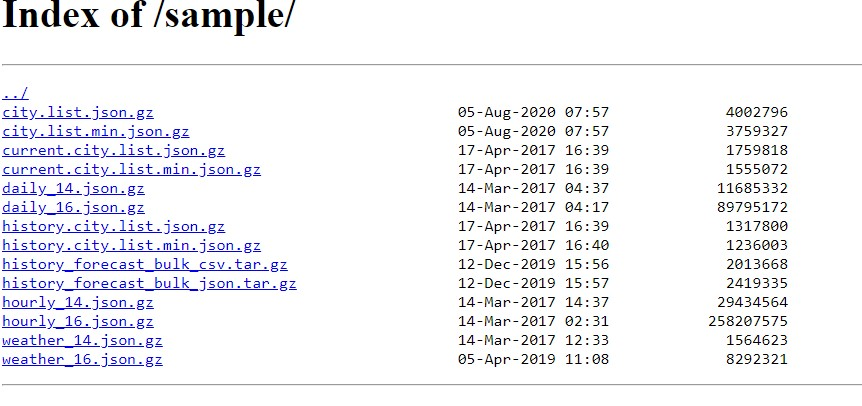 Index of /sample/
../
city.list.json.gz 05-Aug-2020 07:57 4002796
city.list.min.json.gz 05-Aug-2020 07:57 3759327
current.city.list.json.gz 17-Apr-2017 16:39 1759818
current.city.list.min.json.gz 17-Apr-2017 16:39 1555072
daily_14.json.gz 14-Mar-2017 04:37 11685332
daily_16.json.gz 14-Mar-2017 04:17 89795172
history.city.list.json.gz 17-Apr-2017 16:39 1317800
history.city.list.min.json.gz 17-Apr-2017 16:40 1236003
history_forecast_bulk_csv.tar.gz 12-Dec-2019 15:56 2013668
history_forecast_bulk_json.tar.gz 12-Dec-2019 15:57 2419335
hourly_14.json.gz 14-Mar-2017 14:37 29434564
hourly_16.json.gz 14-Mar-2017 02:31 258207575
weather_14.json.gz 14-Mar-2017 12:33 1564623
weather_16.json.gz 05-Apr-2019 11:08 8292321